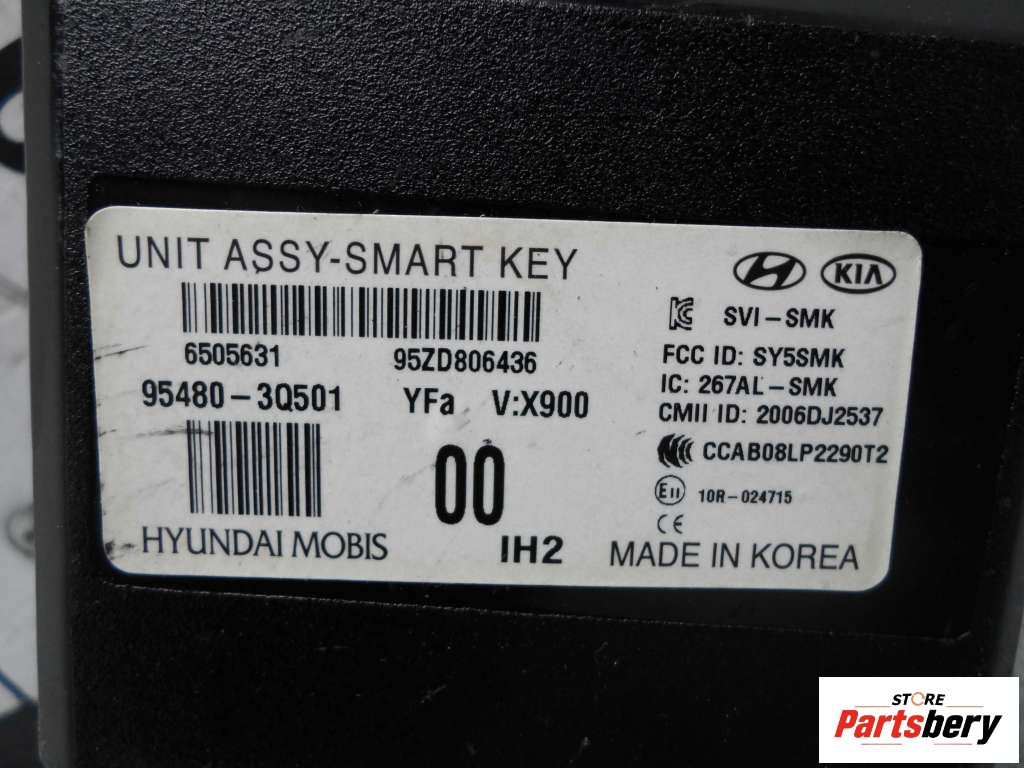 UNIT ASSY-SMART KEY
6505631 95ZD806436
95480-3Q501 YFa V:X900
00
HYUNDAI MOBIS IH2
KIA
SVI-SMK
FCC ID: SY5SMK
IC: 267AL-SMK
CMII ID: 2006DJ2537
CCAB08LP2290T2
E11 10R-024715
CE
MADE IN KOREA
STORE
Partsbery